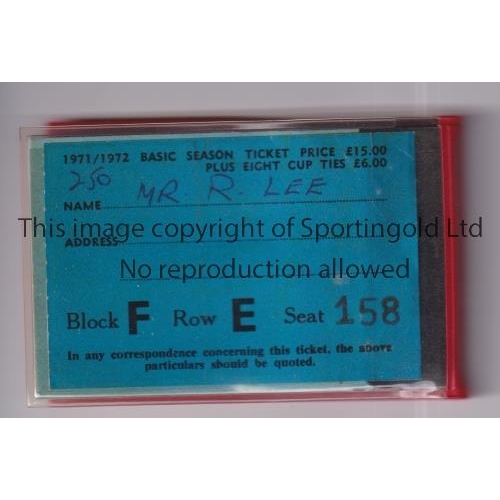 1971/1972 BASIC SEASON TICKET PRICE £15.00
PLUS EIGHT CUP TIES £6.00
250
NAME MR R. LEE
This image copyright of Sportingold Ltd
ADDRESS
No reproduction allowed
Block F Row E Seat 158
In any correspondence concerning this ticket, the above
particulars should be quoted.